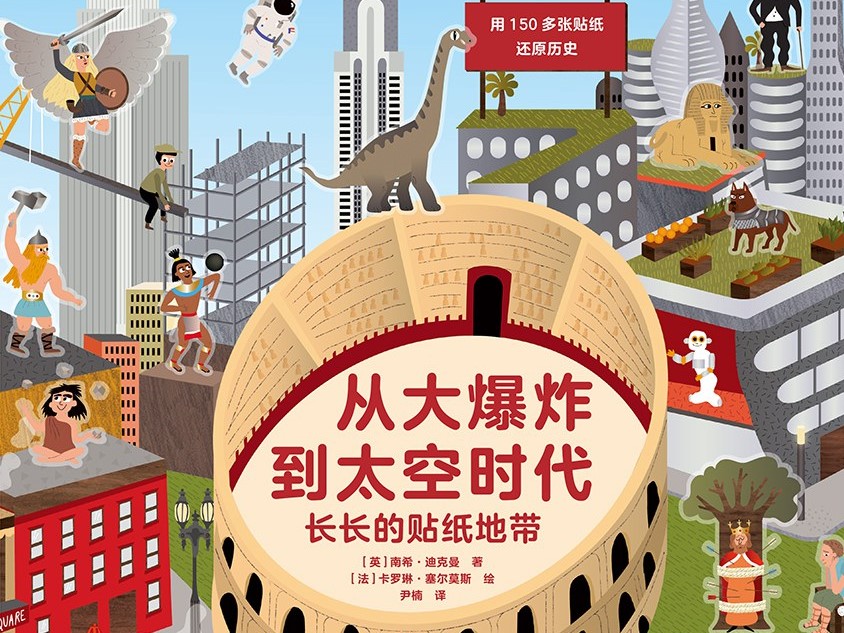 用 150 多张贴纸
还原历史
从大爆炸
到太空时代
长长的贴纸地带
[英] 南希·迪克曼 著
[法] 卡罗琳·塞尔莫斯 绘
尹楠 译
QUARE